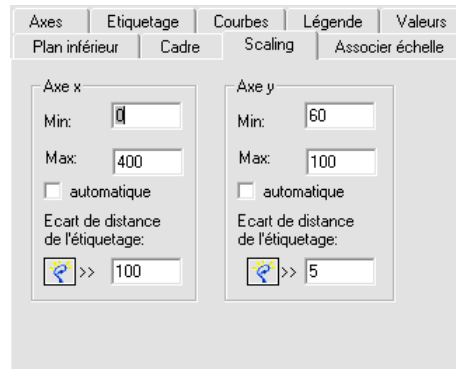 Axes Etiquetage Courbes Légende Valeurs
Plan inférieur Cadre Scaling Associer échelle
Axe x
Min: 0
Max: 400
automatique
Ecart de distance
de l'étiquetage:
>> 100
Axe y
Min: 60
Max: 100
automatique
Ecart de distance
de l'étiquetage:
>> 5